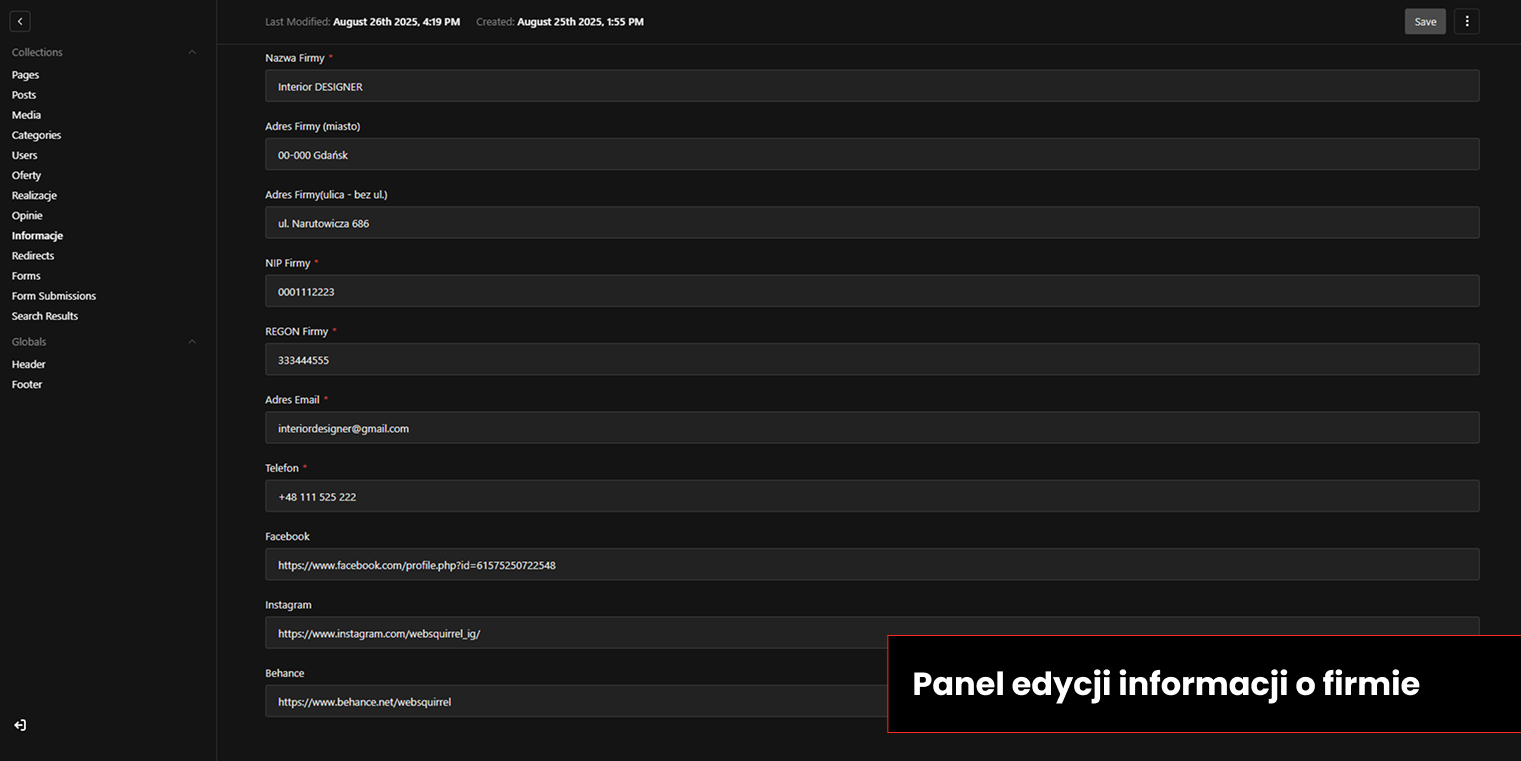 Last Modified: August 26th 2025, 4:19 PM Created: August 25th 2025, 1:55 PM
Save
Collections
Pages
Posts
Media
Categories
Users
Oferty
Realizacje
Opinie
Informacje
Redirects
Forms
Form Submissions
Search Results
Globals
Header
Footer
Nazwa Firmy *
Interior DESIGNER
Adres Firmy (miasto)
00-000 Gdańsk
Adres Firmy(ulica - bez ul.)
ul. Narutowicza 686
NIP Firmy *
0001112223
REGON Firmy *
333444555
Adres Email *
interiordesigner@gmail.com
Telefon *
+48 111 525 222
Facebook
https://www.facebook.com/profile.php?id=61575250722548
Instagram
https://www.instagram.com/websquirrel_ig/
Behance
https://www.behance.net/websquirrel
Panel edycji informacji o firmie